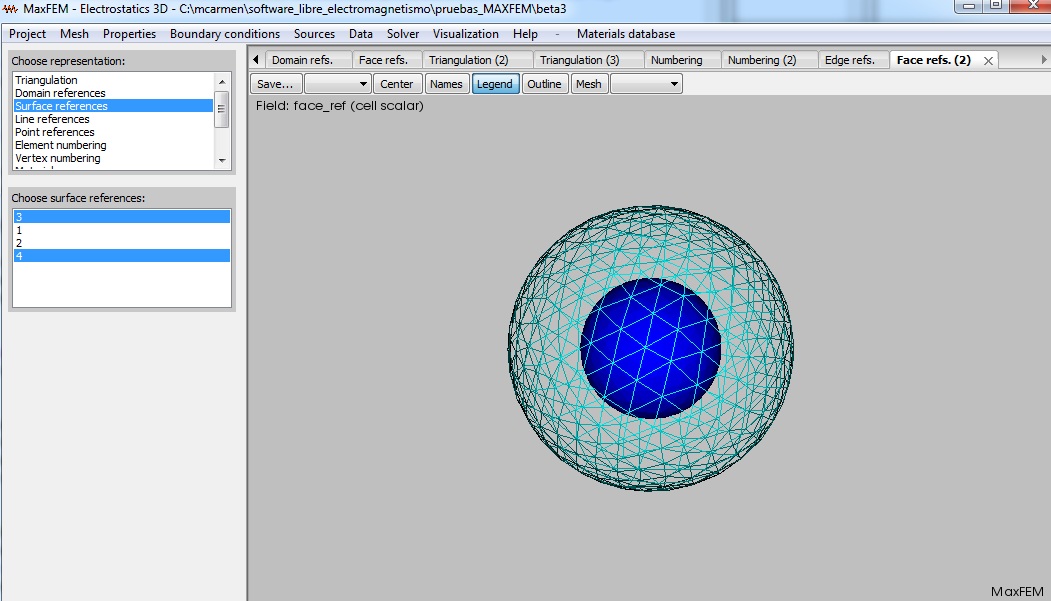 MaxFEM - Electrostatics 3D - C:\mcarmen\software_libre_electromagnetismo\pruebas_MAXFEM\beta3
Project Mesh Properties Boundary conditions Sources Data Solver Visualization Help - Materials database
Choose representation:
Triangulation
Domain references
Surface references
Line references
Point references
Element numbering
Vertex numbering
Choose surface references:
3
1
2
4
Domain refs. Face refs. Triangulation (2) Triangulation (3) Numbering Numbering (2) Edge refs. Face refs. (2)
Save... Center Names Legend Outline Mesh
Field: face_ref (cell scalar)
MaxFEM